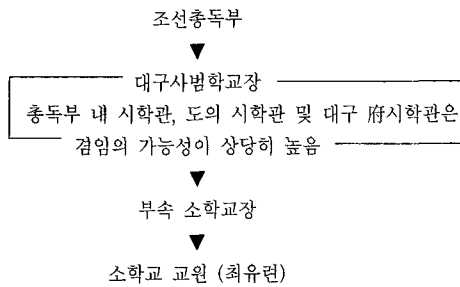 조선총독부
▼
대구사범학교장
총독부 내 시학관, 도의 시학관 및 대구 府시학관은
겸임의 가능성이 상당히 높음
▼
부속 소학교장
▼
소학교 교원 (최유련)